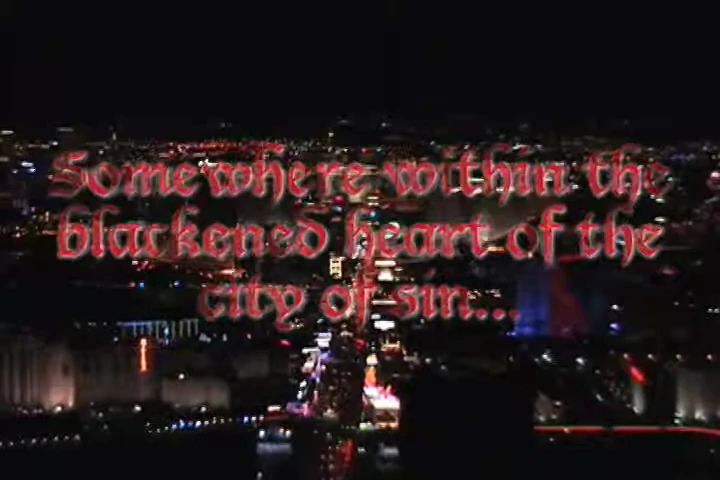 Somewhere within the
blackened heart of the
city of sin...